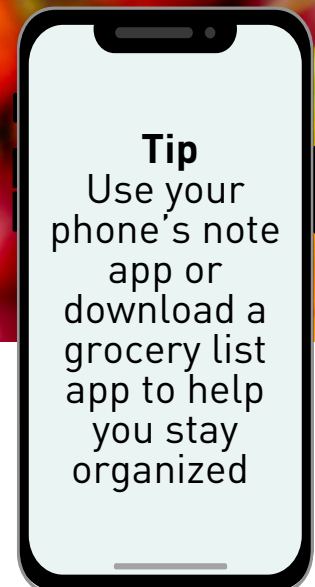 Tip
Use your
phone's note
app or
download a
grocery list
app to help
you stay
organized